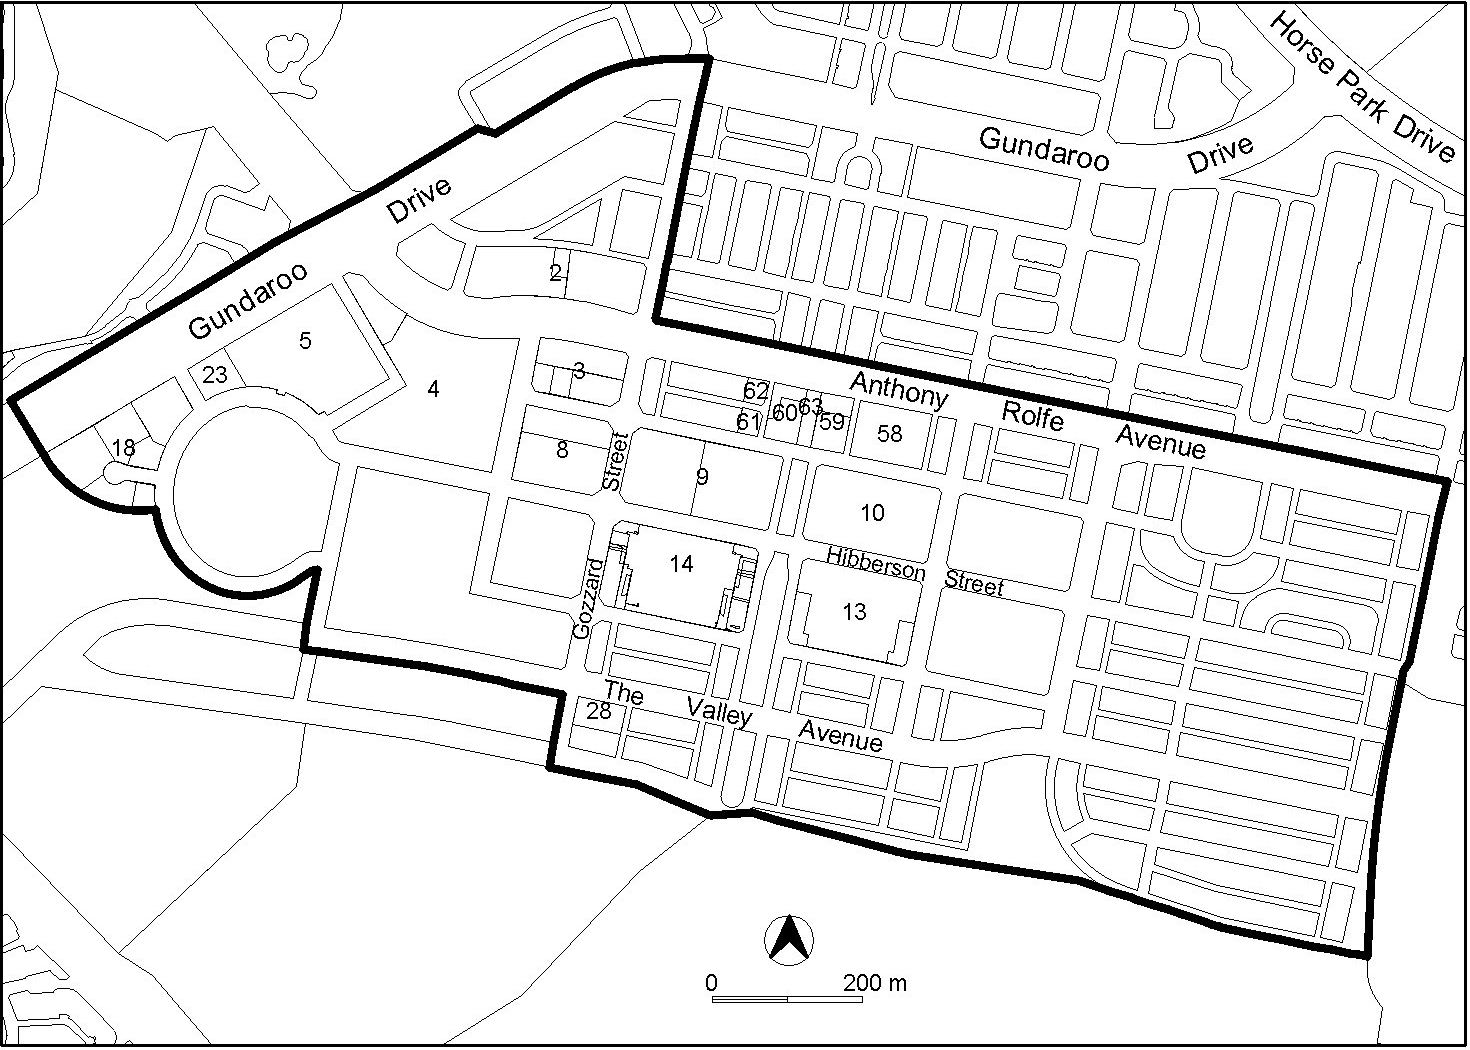 Horse Park Drive
Gundaroo Drive
Drive
Gundaroo
2
5
23
3
4
62
63
Anthony Rolfe Avenue
61
60
59
58
18
8
Street
9
10
14
Hibberson Street
Gozzard
13
The Valley Avenue
28
0 200 m